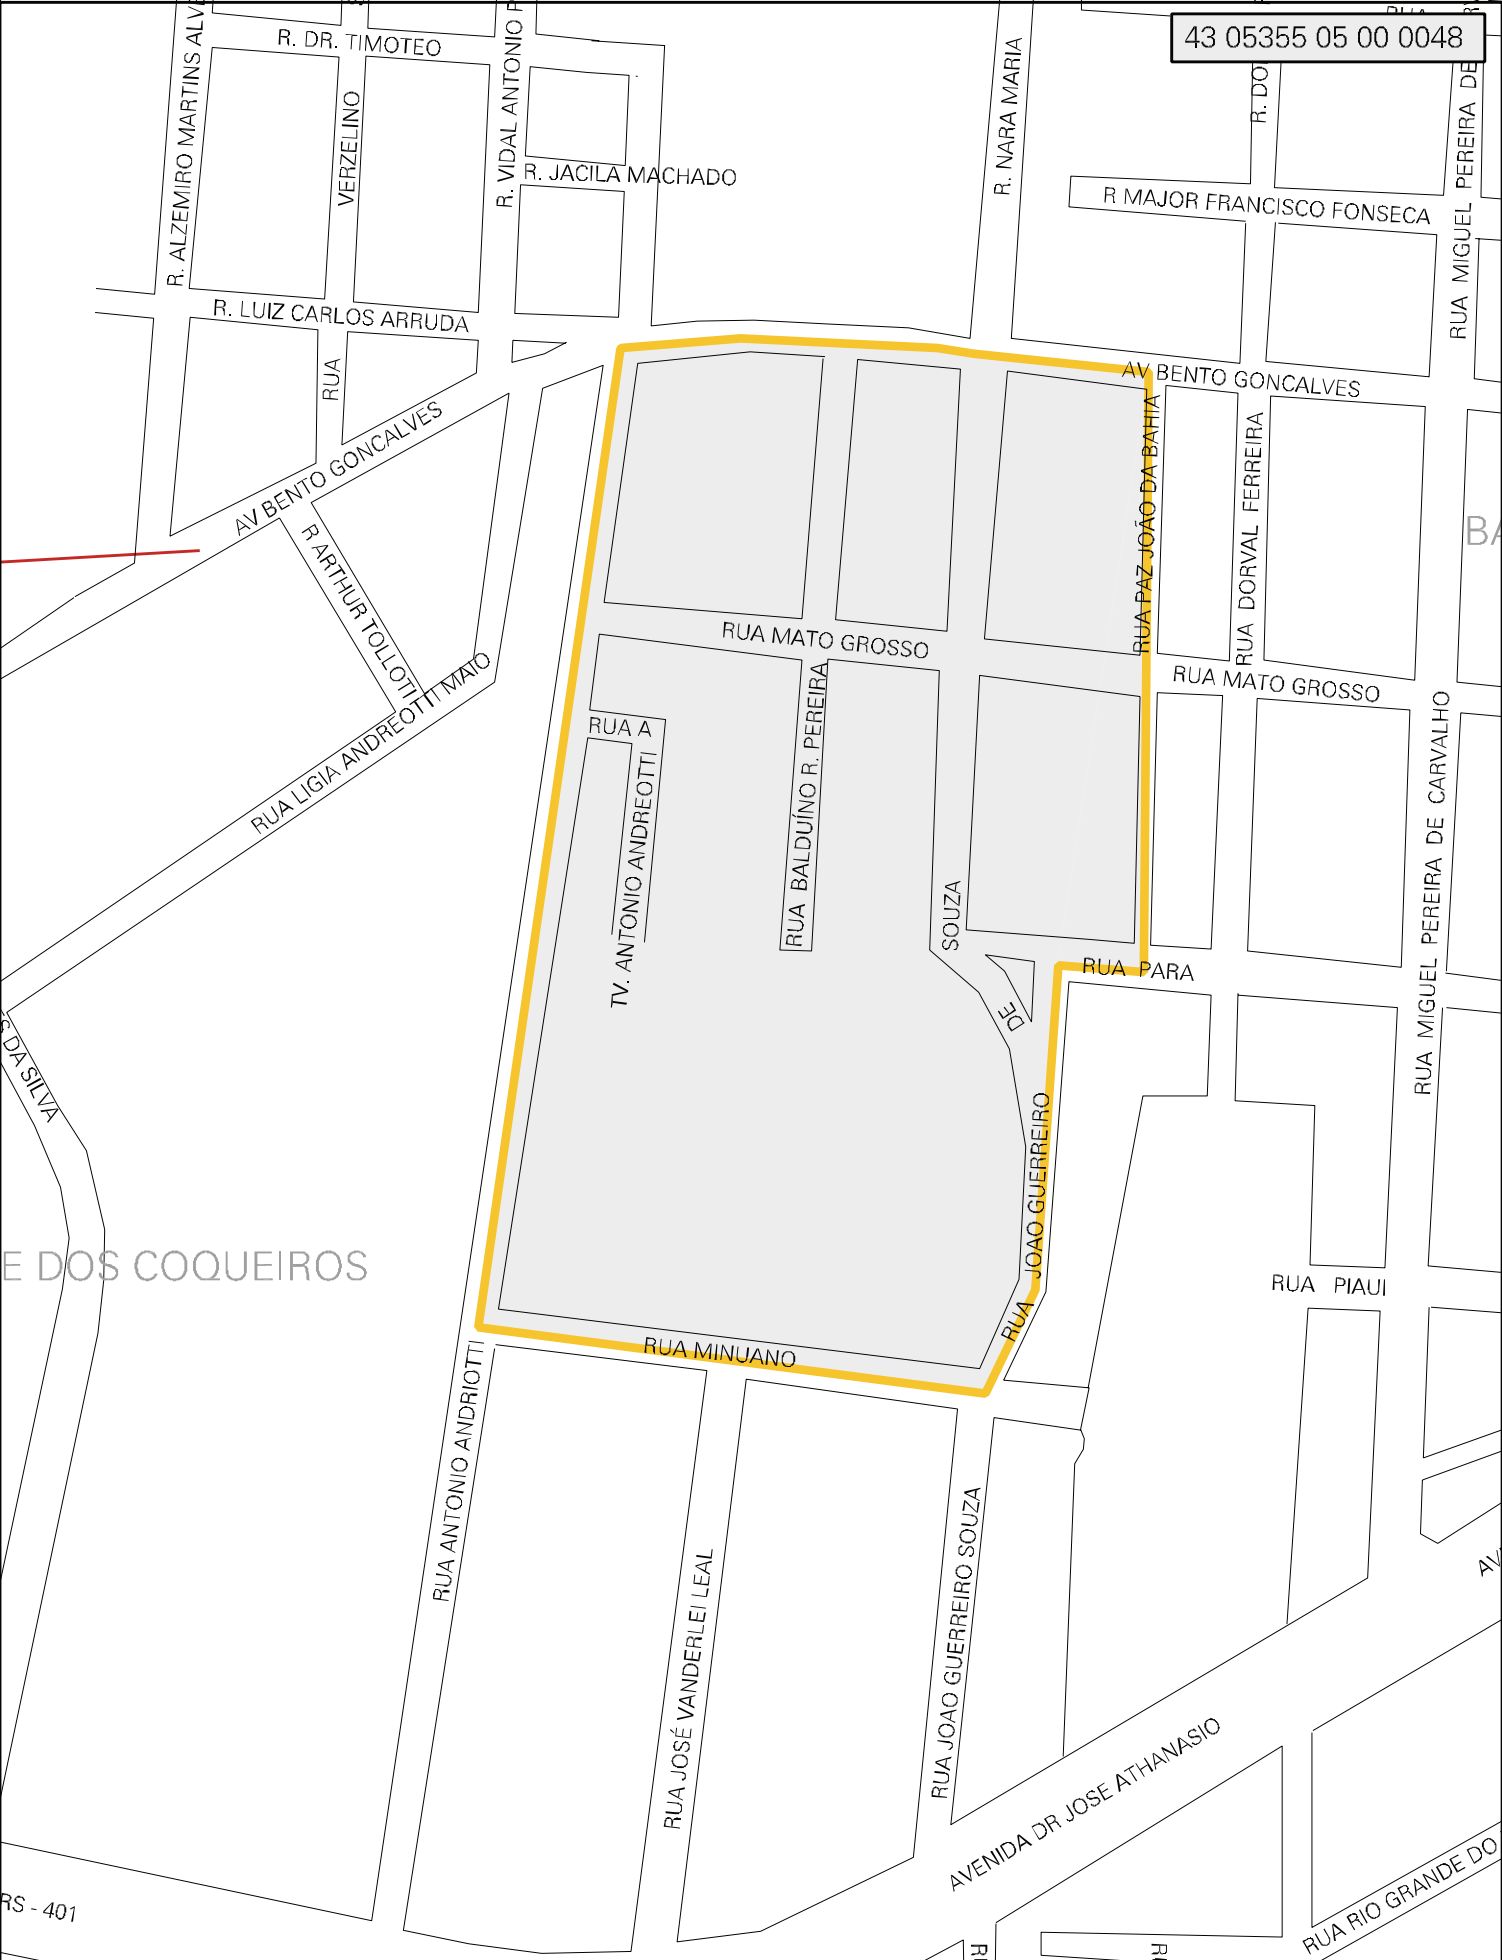 43 05355 05 00 0048
R. DR. TIMOTEO
R. ALZEMIRO MARTINS
VERZELINO
R. VIDAL ANTONIO
R. JACILA MACHADO
R. NARA MARIA
R MAJOR FRANCISCO FONSECA
RUA MIGUEL PEREIRA DE
R. LUIZ CARLOS ARRUDA
RUA
AV BENTO GONCALVES
AV BENTO GONCALVES
R ARTHUR TOLLOTI
RUA LIGIA ANDREOTTI MAIO
RUA PAZ JOÃO DA BAHIA
RUA DORVAL FERREIRA
RUA MATO GROSSO
RUA MATO GROSSO
RUA A
TV. ANTONIO ANDREOTTI
RUA BALDUÍNO R. PEREIRA
RUA MIGUEL PEREIRA DE CARVALHO
RUA PARA
RUA JOAO GUERREIRO
DE
SOUZA
DA SILVA
E DOS COQUEIROS
RUA PIAUI
RUA MINUANO
RUA ANTONIO ANDRIOTTI
RUA JOSÉ VANDERLEI LEAL
RUA JOAO GUERREIRO SOUZA
AVENIDA DR JOSE ATHANASIO
RUA RIO GRANDE DO
RS - 401